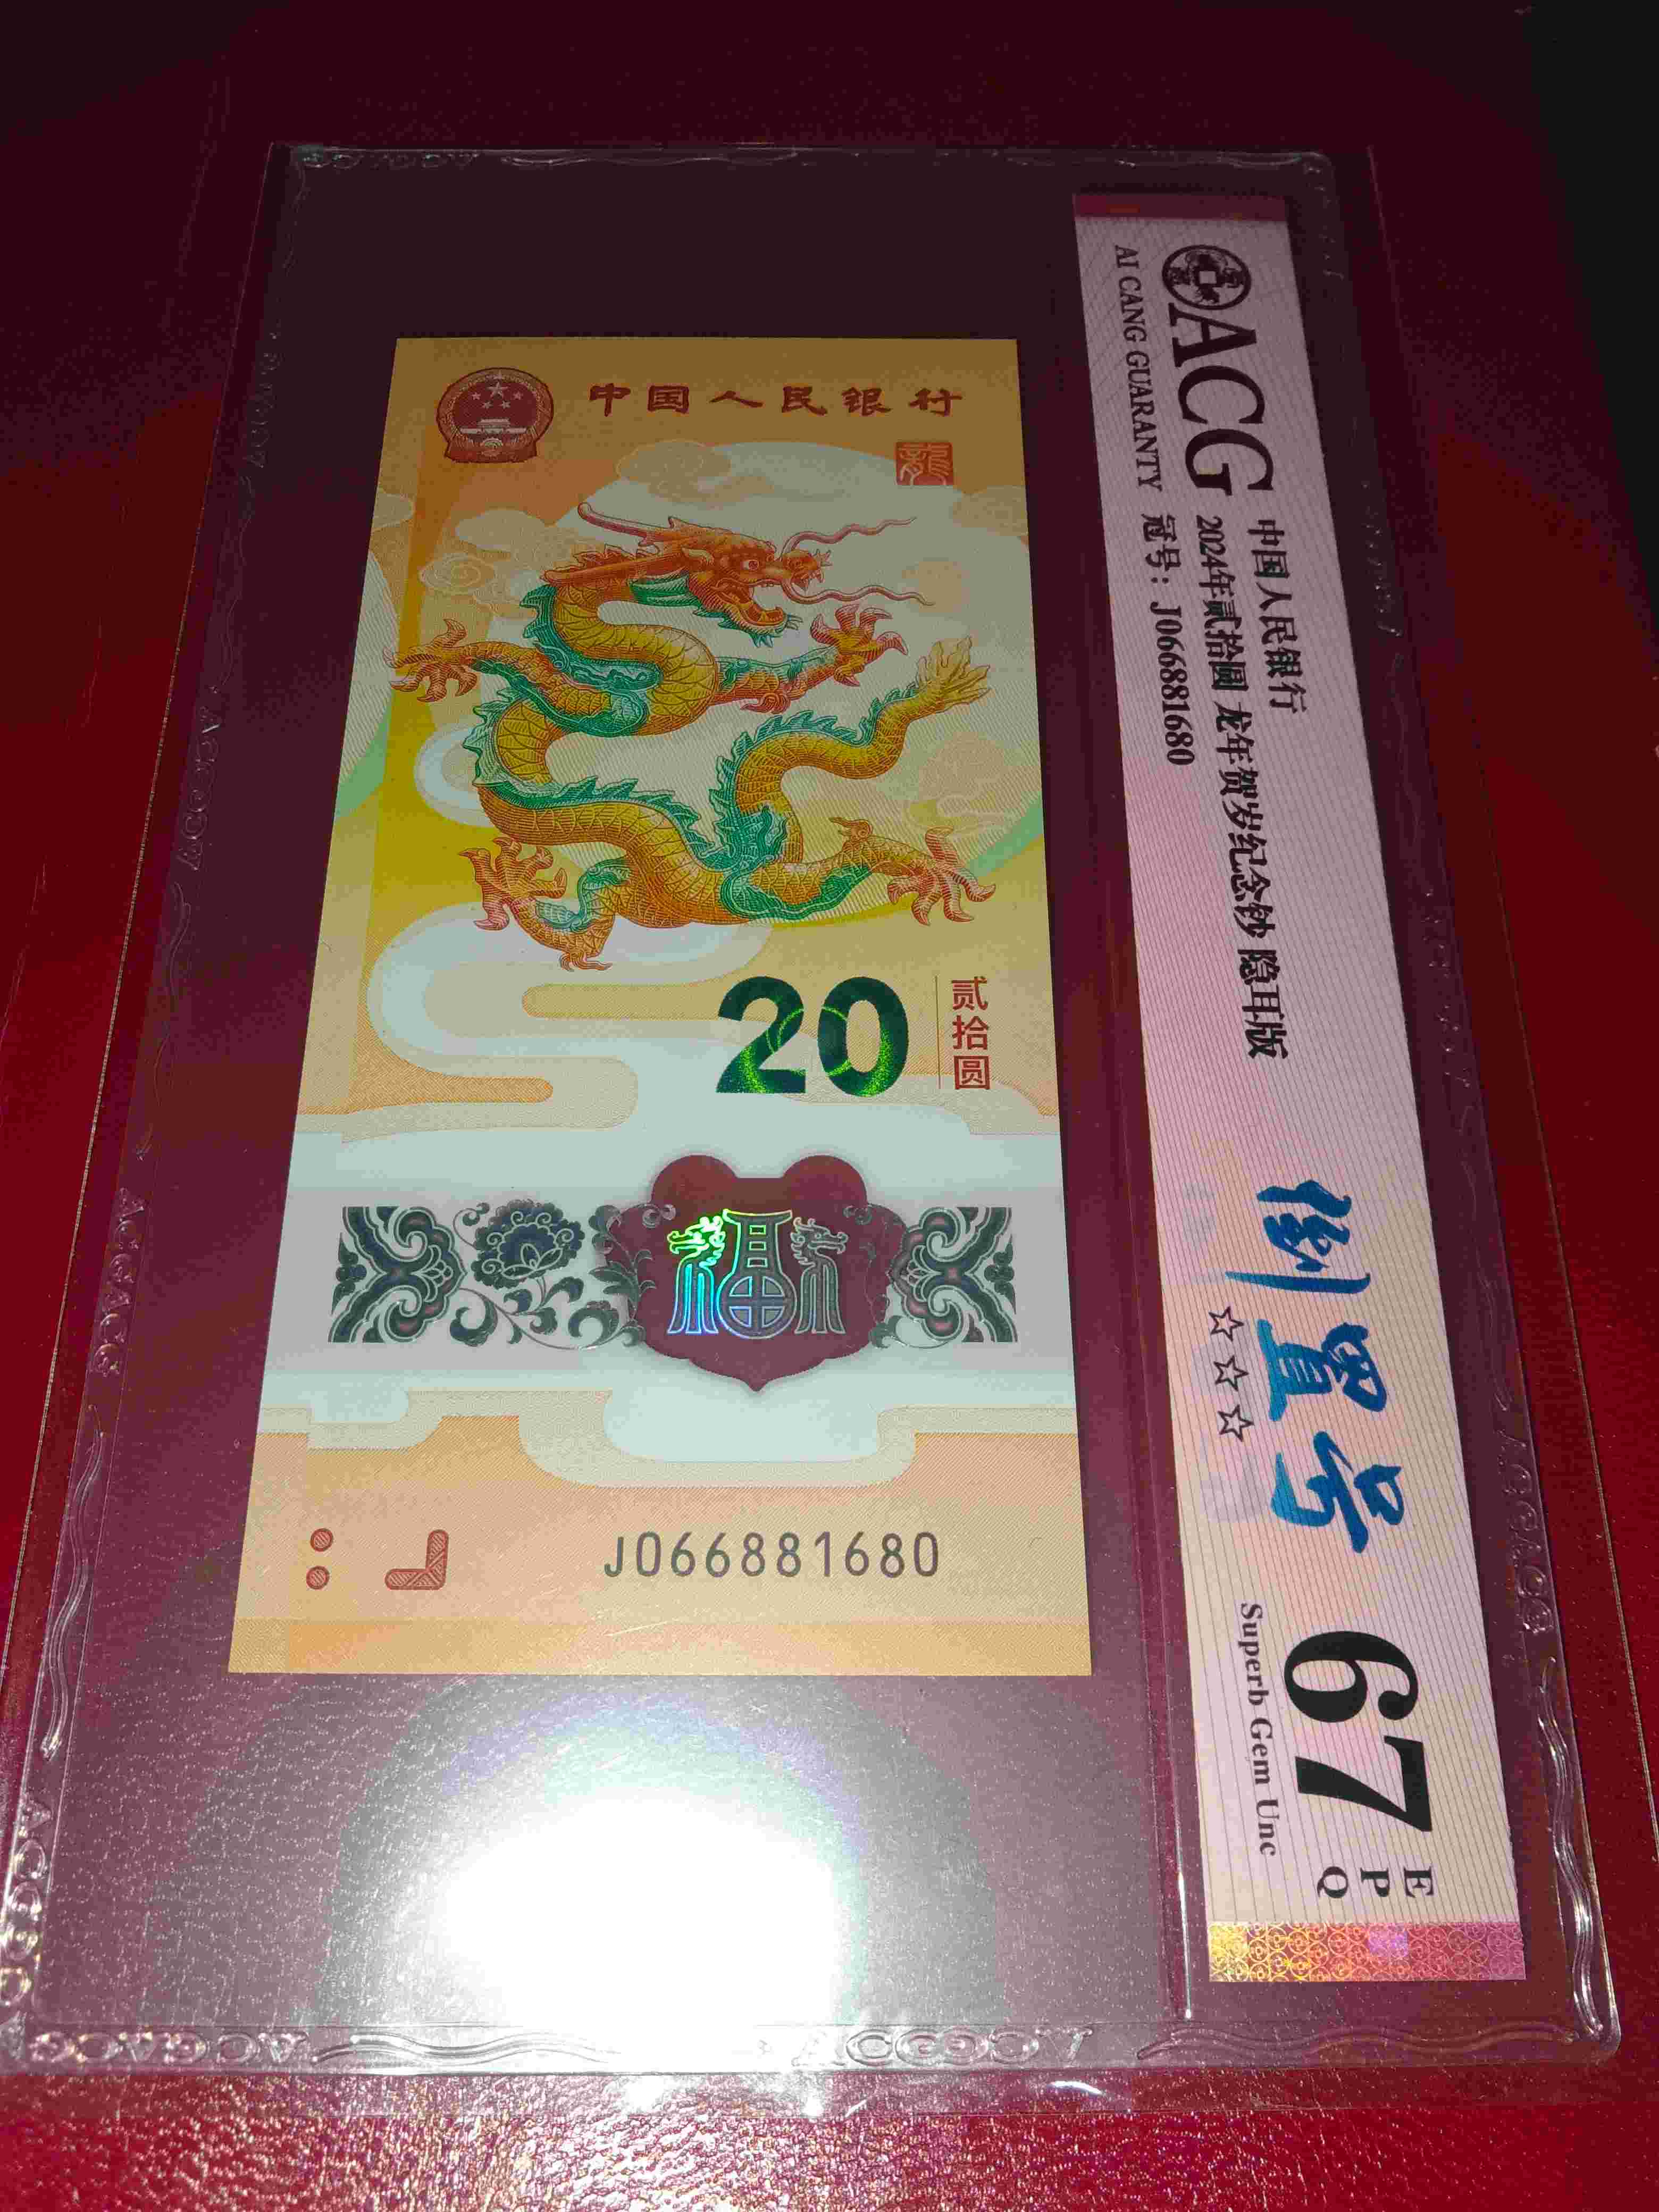 中国人民银行
龍
20
贰拾圆
福
J066881680
ACG
AI CANG GUARANTY
中国人民银行
2024年贰拾圆 龙年贺岁纪念钞 隐耳版
冠号：J066881680
倒置号
☆☆☆
67
EPQ
Superb Gem Unc